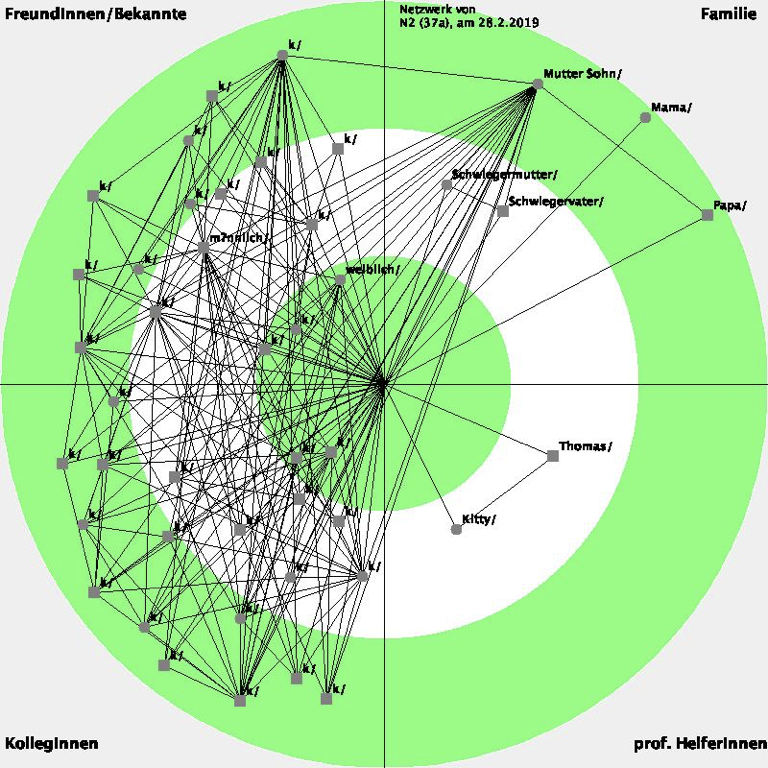 FreundInnen/Bekannte
Netzwerk von
N2 (37a), am 28.2.2019
Familie
k/
Mutter Sohn/
k/
Mama/
k/
k/
k/
Schwiegermutter/
k/
k/
k/
Schwiegervater/
Papa/
k/
m?nnlich/
k/
k/
weiblich/
k/
k/
k/
k/
k/
k/
Thomas/
k/
k/
k/
k/
k/
k/
k/
Kitty/
k/
k/
k/
k/
k/
k/
k/
k/
k/
k/
k/
KollegInnen
prof. HelferInnen